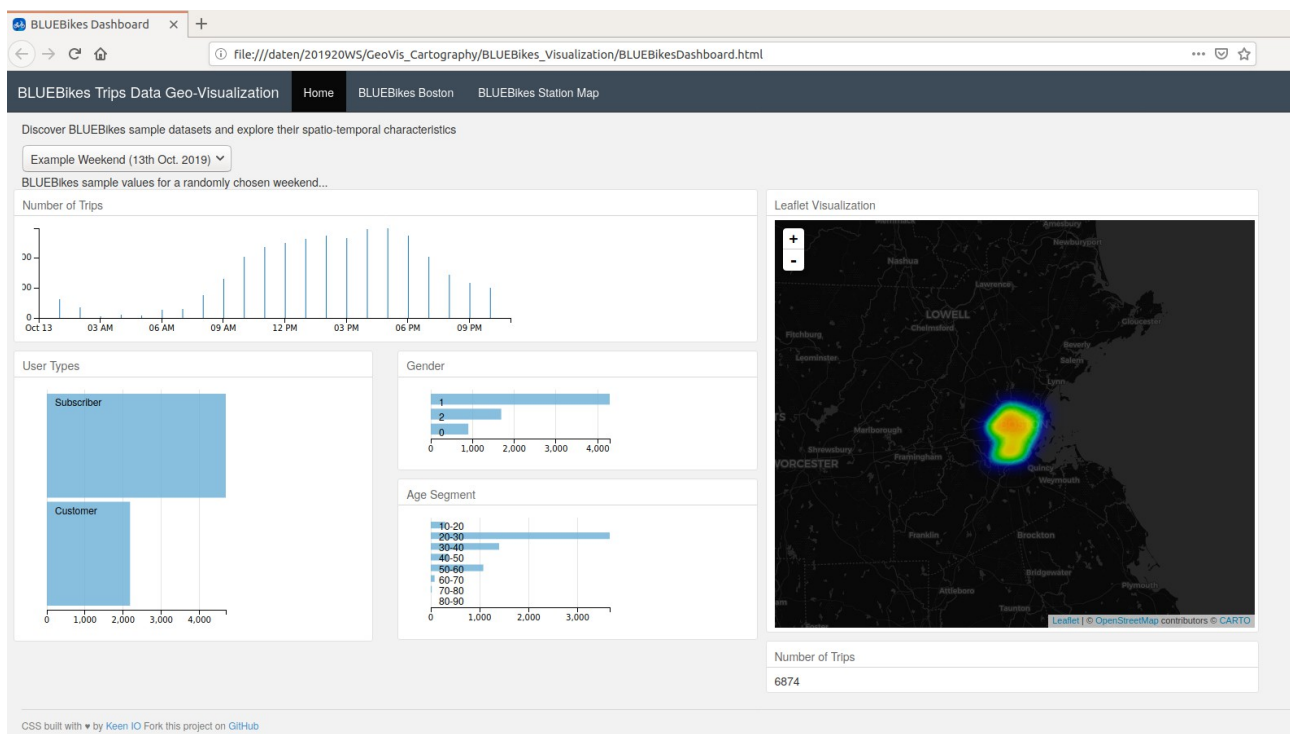 BLUEBikes Dashboard × +
file:///daten/201920WS/GeoVis_Cartography/BLUEBikes_Visualization/BLUEBikesDashboard.html
BLUEBikes Trips Data Geo-Visualization Home BLUEBikes Boston BLUEBikes Station Map
Discover BLUEBikes sample datasets and explore their spatio-temporal characteristics
Example Weekend (13th Oct. 2019)
BLUEBikes sample values for a randomly chosen weekend...
Number of Trips
00
00
0
Oct 13 03 AM 06 AM 09 AM 12 PM 03 PM 06 PM 09 PM
User Types
Subscriber
Customer
0 1,000 2,000 3,000 4,000
Gender
1
2
0
0 1,000 2,000 3,000 4,000
Age Segment
10-20
20-30
30-40
40-50
50-60
60-70
70-80
80-90
0 1,000 2,000 3,000
Leaflet Visualization
+
-
Amesbury
Newburyport
Nashua
Lawrence
LOWELL
Chelmsford
Gloucester
Fitchburg
Leominster
Beverly
Salem
Lynn
Marlborough
Shrewsbury
Framingham
WORCESTER
Quincy
Weymouth
Franklin
Brockton
Bridgewater
Plymouth
Attleboro
Taunton
Leaflet | © OpenStreetMap contributors © CARTO
Number of Trips
6874
CSS built with ♥ by Keen IO Fork this project on GitHub